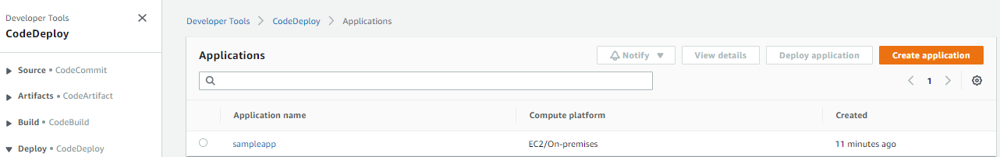 Developer Tools
CodeDeploy
Source • CodeCommit
Artifacts • CodeArtifact
Build • CodeBuild
Deploy • CodeDeploy
Developer Tools > CodeDeploy > Applications
Applications
Notify
View details
Deploy application
Create application
1
Application name Compute platform Created
sampleapp EC2/On-premises 11 minutes ago